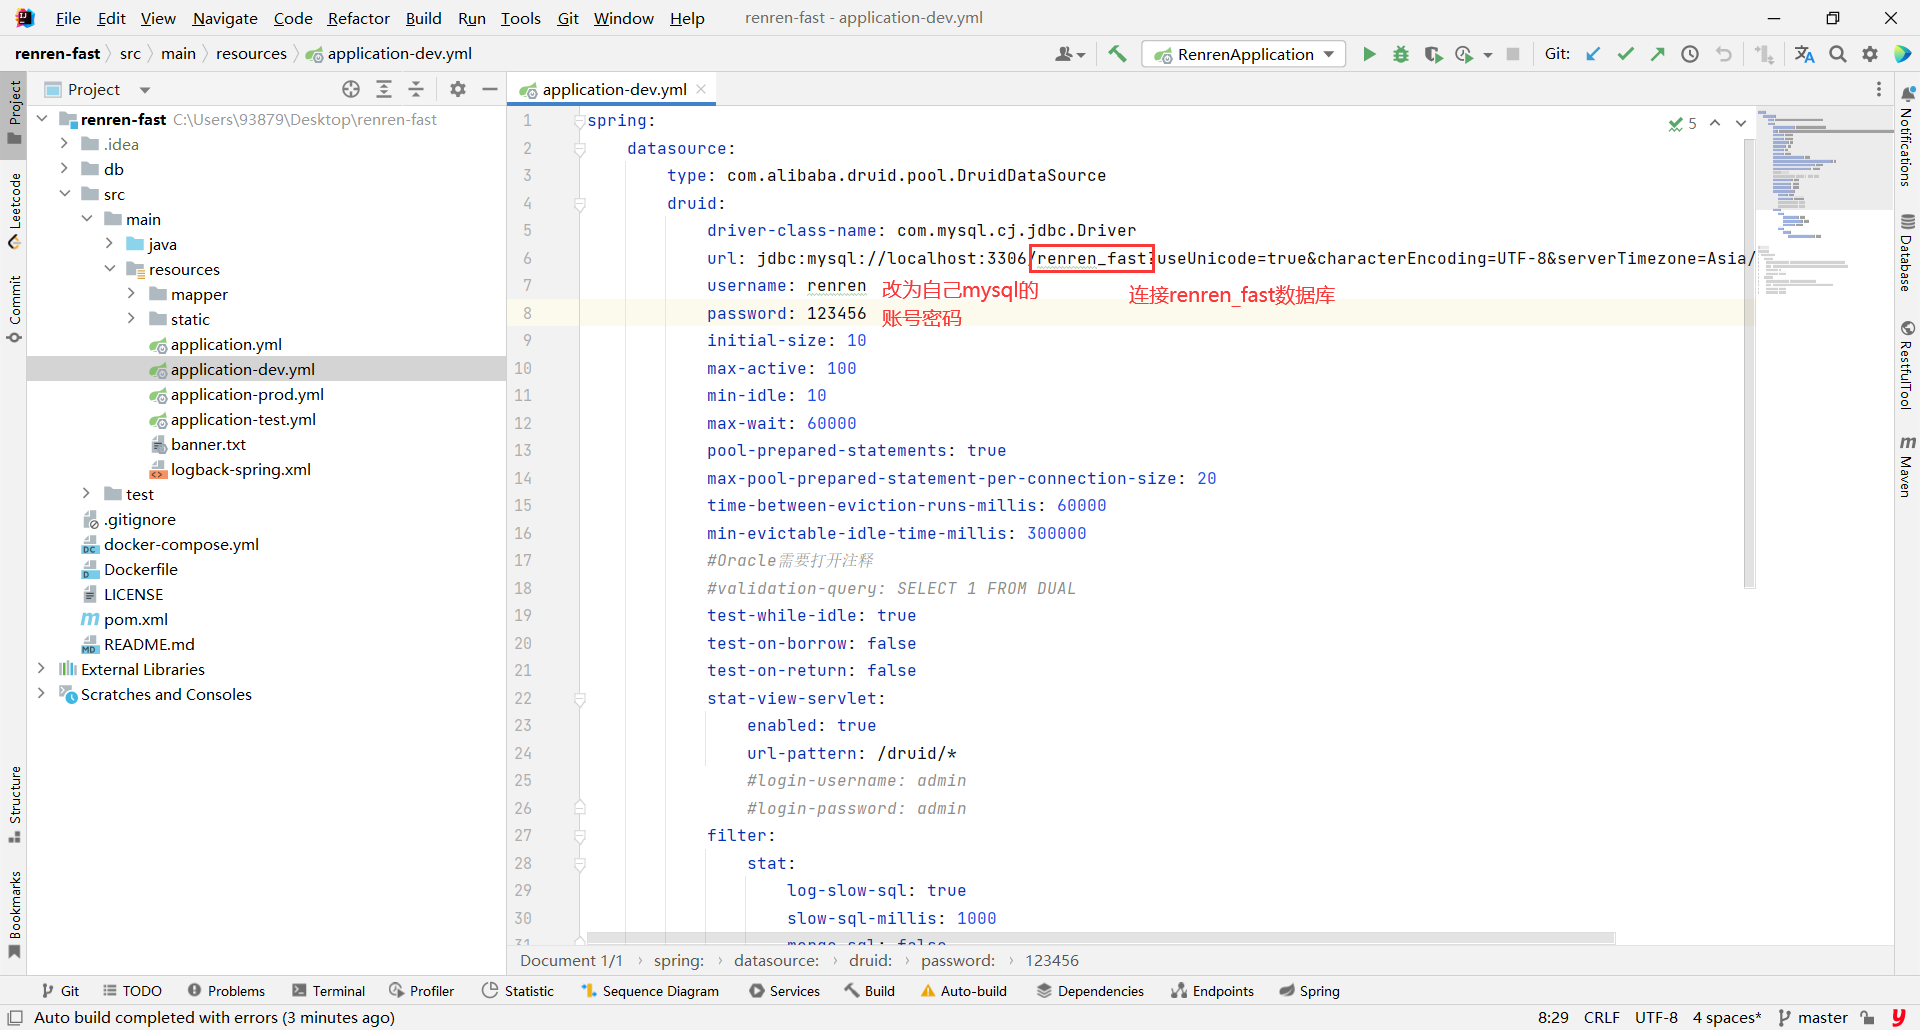 File Edit View Navigate Code Refactor Build Run Tools Git Window Help renren-fast - application-dev.yml
renren-fast src main resources application-dev.yml RenrenApplication Git:
Project
Leetcode
Commit
Structure
Bookmarks
Project
renren-fast C:\Users\93879\Desktop\renren-fast
.idea
db
src
main
java
resources
mapper
static
application.yml
application-dev.yml
application-prod.yml
application-test.yml
banner.txt
logback-spring.xml
test
.gitignore
docker-compose.yml
Dockerfile
LICENSE
pom.xml
README.md
External Libraries
Scratches and Consoles
application-dev.yml
5
1 spring:
2 datasource:
3 type: com.alibaba.druid.pool.DruidDataSource
4 druid:
5 driver-class-name: com.mysql.cj.jdbc.Driver
6 url: jdbc:mysql://localhost:3306/renren_fast?useUnicode=true&characterEncoding=UTF-8&serverTimezone=Asia/
7 username: renren 改为自己mysql的
连接renren_fast数据库
8 password: 123456 账号密码
9 initial-size: 10
10 max-active: 100
11 min-idle: 10
12 max-wait: 60000
13 pool-prepared-statements: true
14 max-pool-prepared-statement-per-connection-size: 20
15 time-between-eviction-runs-millis: 60000
16 min-evictable-idle-time-millis: 300000
17 #Oracle需要打开注释
18 #validation-query: SELECT 1 FROM DUAL
19 test-while-idle: true
20 test-on-borrow: false
21 test-on-return: false
22 stat-view-servlet:
23 enabled: true
24 url-pattern: /druid/*
25 #login-username: admin
26 #login-password: admin
27 filter:
28 stat:
29 log-slow-sql: true
30 slow-sql-millis: 1000
31 merge-sql: false
Notifications
Database
RestfulTool
Maven
Document 1/1 spring: datasource: druid: password: 123456
Git TODO Problems Terminal Profiler Statistic Sequence Diagram Services Build Auto-build Dependencies Endpoints Spring
Auto build completed with errors (3 minutes ago) 8:29 CRLF UTF-8 4 spaces* master